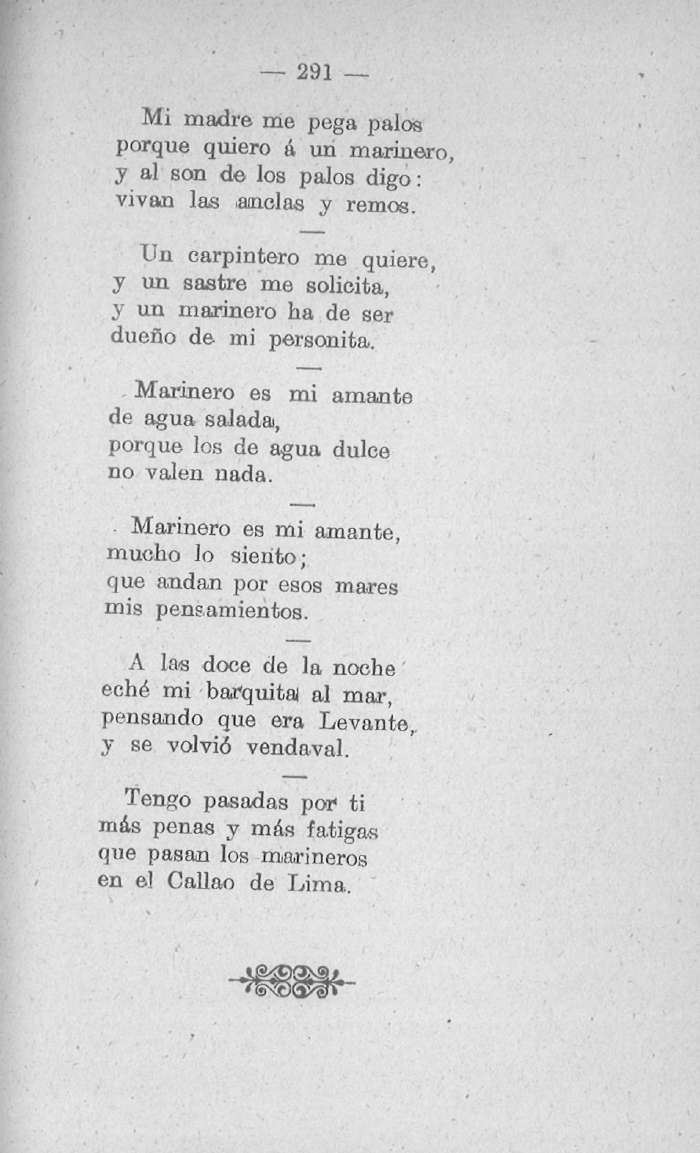 — 291 —
Mi madre me pega palos
porque quiero á un marinero,
y al son de los palos digo:
vivan las anclas y remos.
Un carpintero me quiere,
y un sastre me solicita,
y un marinero ha de ser
dueño de mi personita.
Marinero es mi amante
de agua salada,
porque los de agua dulce
no valen nada.
Marinero es mi amante,
mucho lo siento;
que andan por esos mares
mis pensamientos.
A las doce de la noche
eché mi barquita al mar,
pensando que era Levante,
y se volvió vendaval.
Tengo pasadas por ti
más penas y más fatigas
que pasan los marineros
en el Callao de Lima.